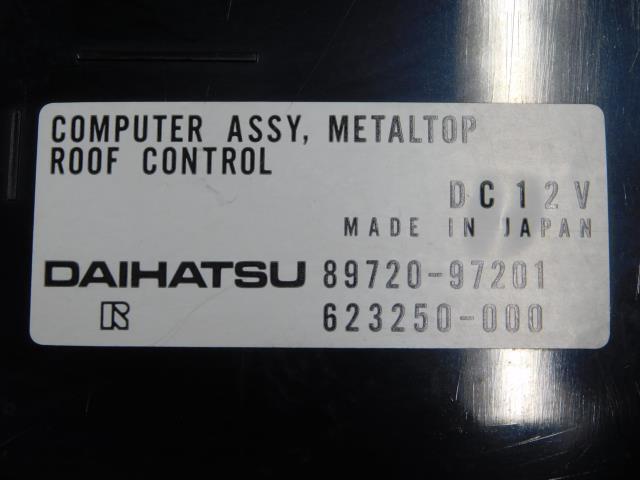 COMPUTER ASSY, METALTOP
ROOF CONTROL
DC12V
MADE IN JAPAN
DAIHATSU 89720-97201
R 623250-000